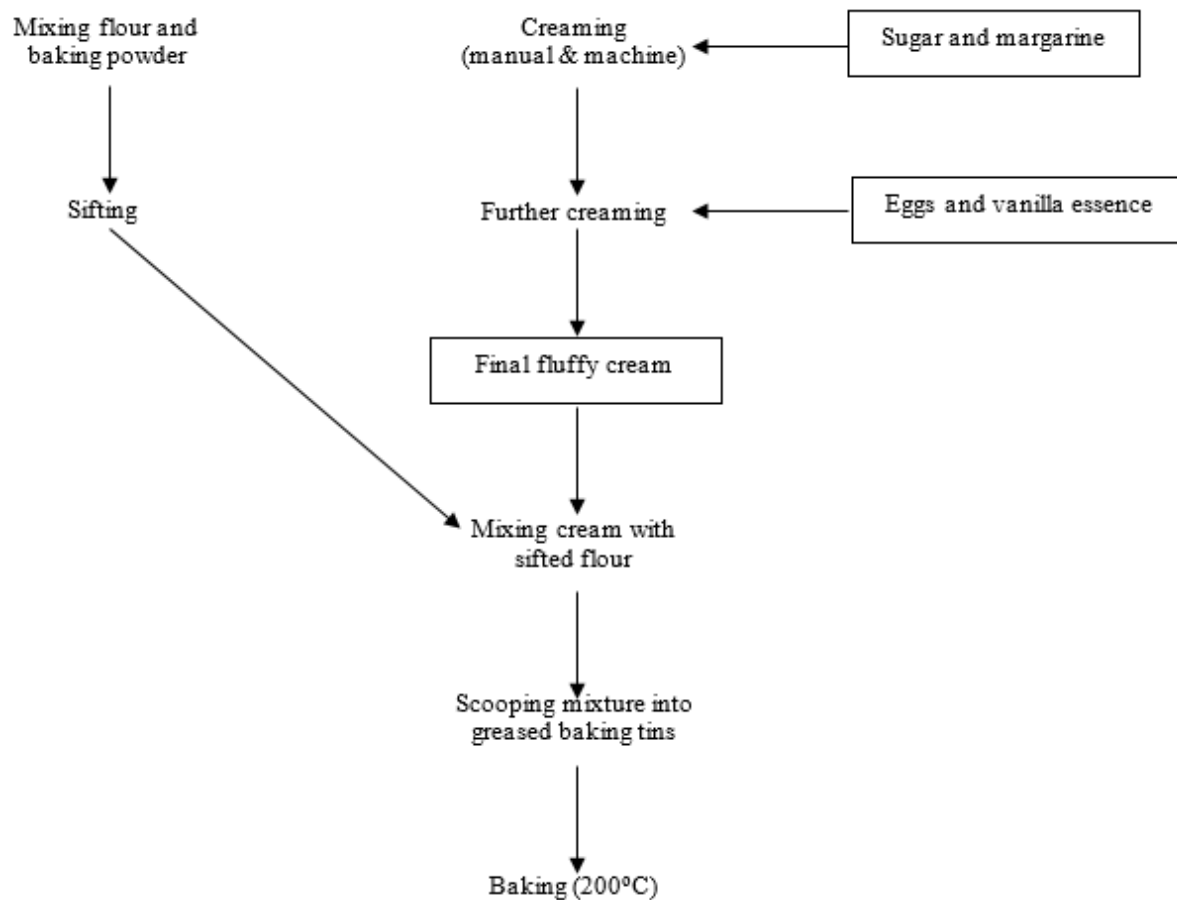 Mixing flour and
baking powder
Creaming
(manual & machine)
Sugar and margarine
Sifting
Further creaming
Eggs and vanilla essence
Final fluffy cream
Mixing cream with
sifted flour
Scooping mixture into
greased baking tins
Baking (200°C)